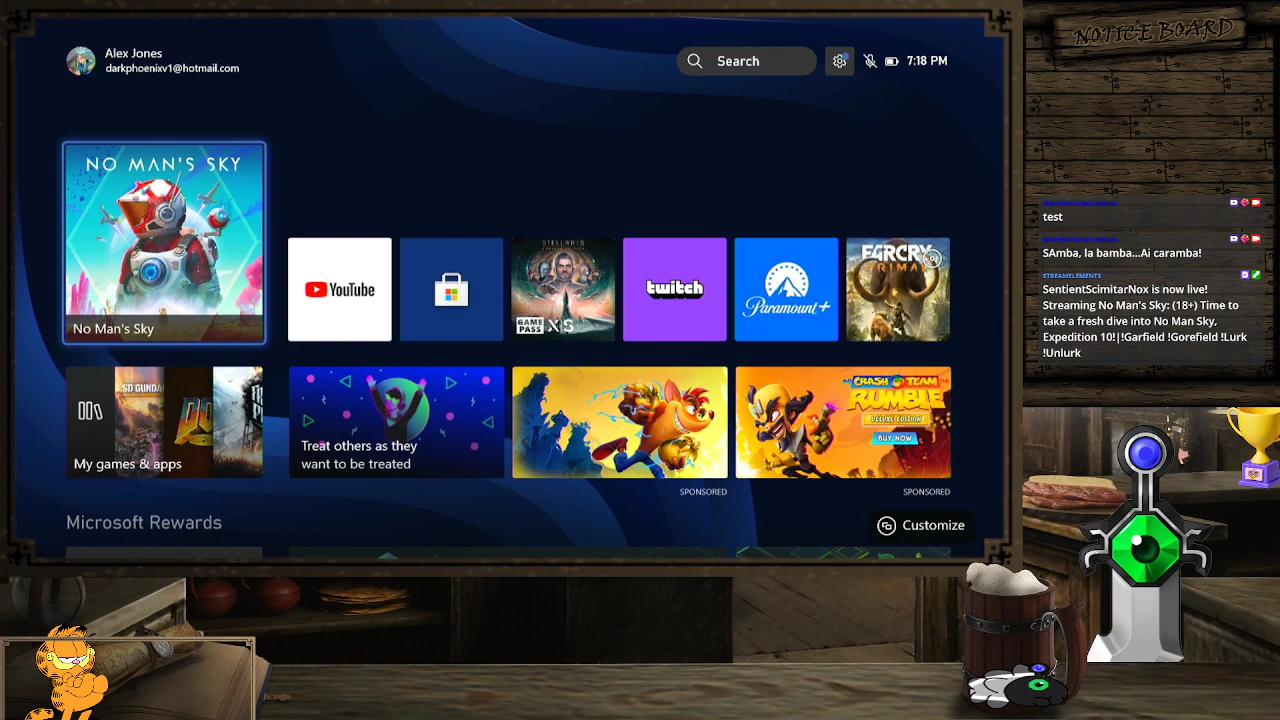 Alex Jones
darkphoenixv1@hotmail.com
Search
7:18 PM
NO MAN'S SKY
No Man's Sky
YouTube
STELLARIS
GAME PASS
X|S
twitch
Paramount+
FARCRY
PRIMAL
SD GUNDA
My games & apps
Treat others as they
want to be treated
CRASH TEAM
RUMBLE
DELUXE EDITION
BUY NOW
SPONSORED
SPONSORED
Microsoft Rewards
Customize
NOTICE BOARD
test
SAmba, la bamba...Ai caramba!
STREAMELEMENTS
SentientScimitarNox is now live!
Streaming No Man's Sky: (18+) Time to
take a fresh dive into No Man Sky,
Expedition 10!|!Garfield !Gorefield !Lurk
!Unlurk